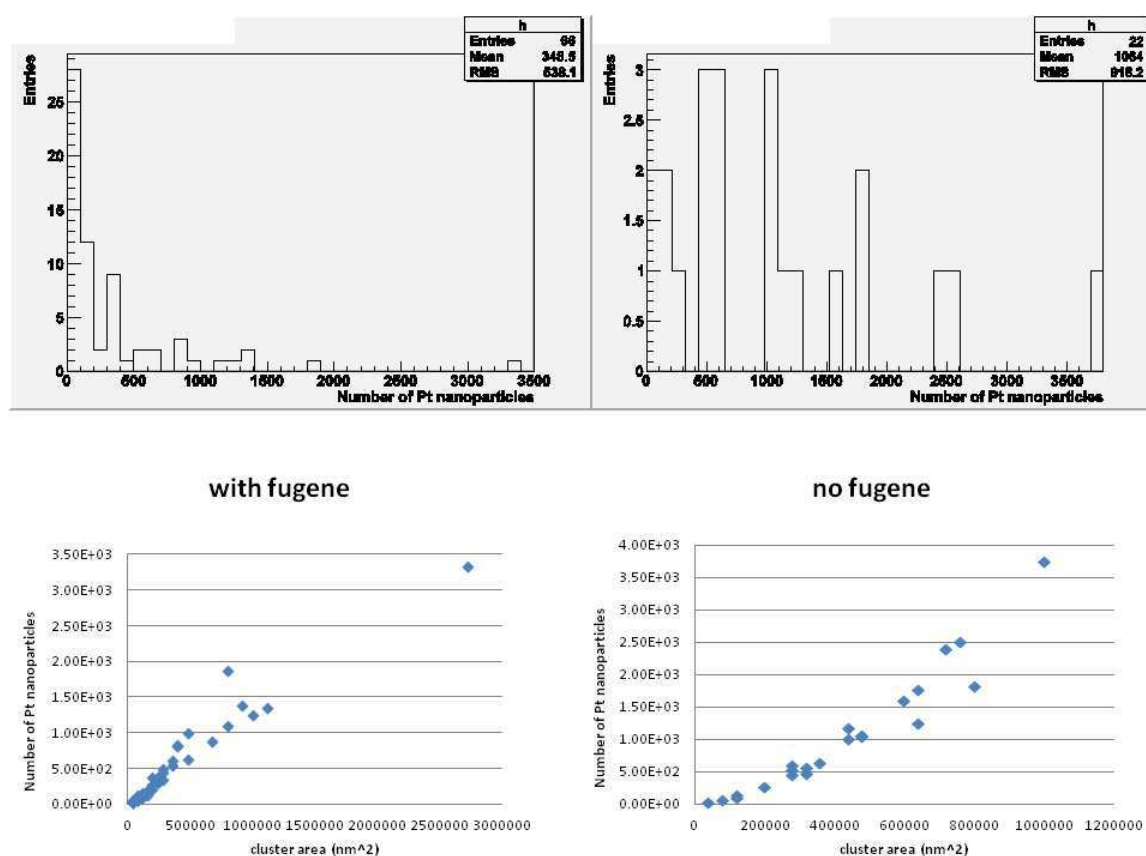 h
Entries 66
Mean
RMS 538.1
Entries
25
20
15
10
5
0
0 500 1000 1500 2000 2500 3000 3500
Number of Pt nanoparticles
h
Entries 22
Mean 1064
RMS
Entries
3
2.5
2
1.5
1
0.5
0
0 500 1000 1500 2000 2500 3000 3500
Number of Pt nanoparticles
with fugene
Number of Pt nanoparticles
3.50E+03
3.00E+03
2.50E+03
2.00E+03
1.50E+03
1.00E+03
5.00E+02
0.00E+00
0 500000 1000000 1500000 2000000 2500000 3000000
cluster area (nm^2)
no fugene
Number of Pt nanoparticles
4.00E+03
3.50E+03
3.00E+03
2.50E+03
2.00E+03
1.50E+03
1.00E+03
5.00E+02
0.00E+00
0 200000 400000 600000 800000 1000000 1200000
cluster area (nm^2)